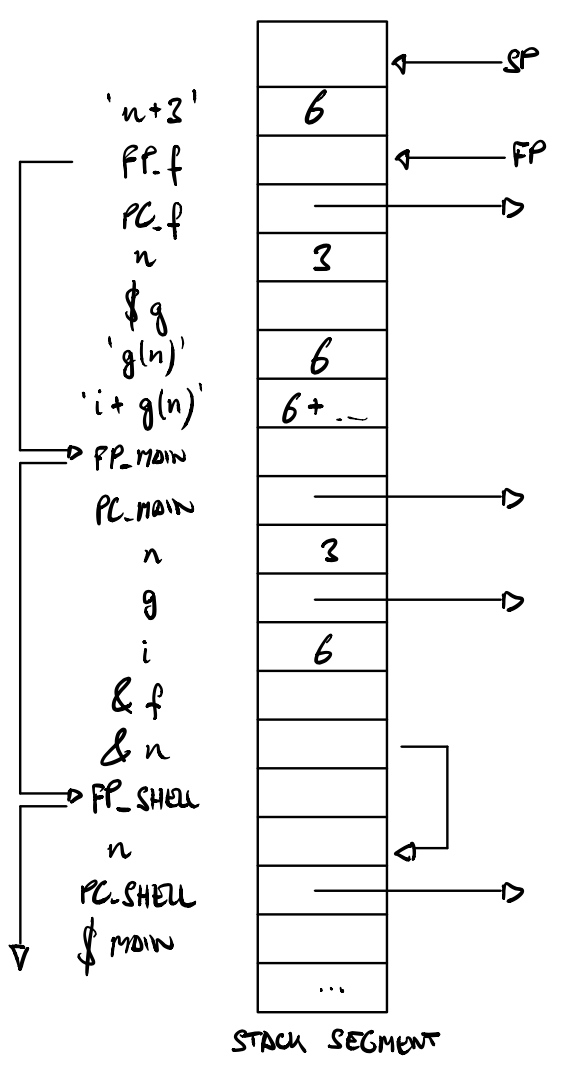 SP
'n+3' 6
FP_f FP
PC_f
n 3
$g
'g(n)' 6
'i+g(n)' 6+...
FP_MAIN
PC_MAIN
n 3
g
i 6
&f
&n
FP_SHELL
n
PC_SHELL
$MAIN
...
STACK SEGMENT